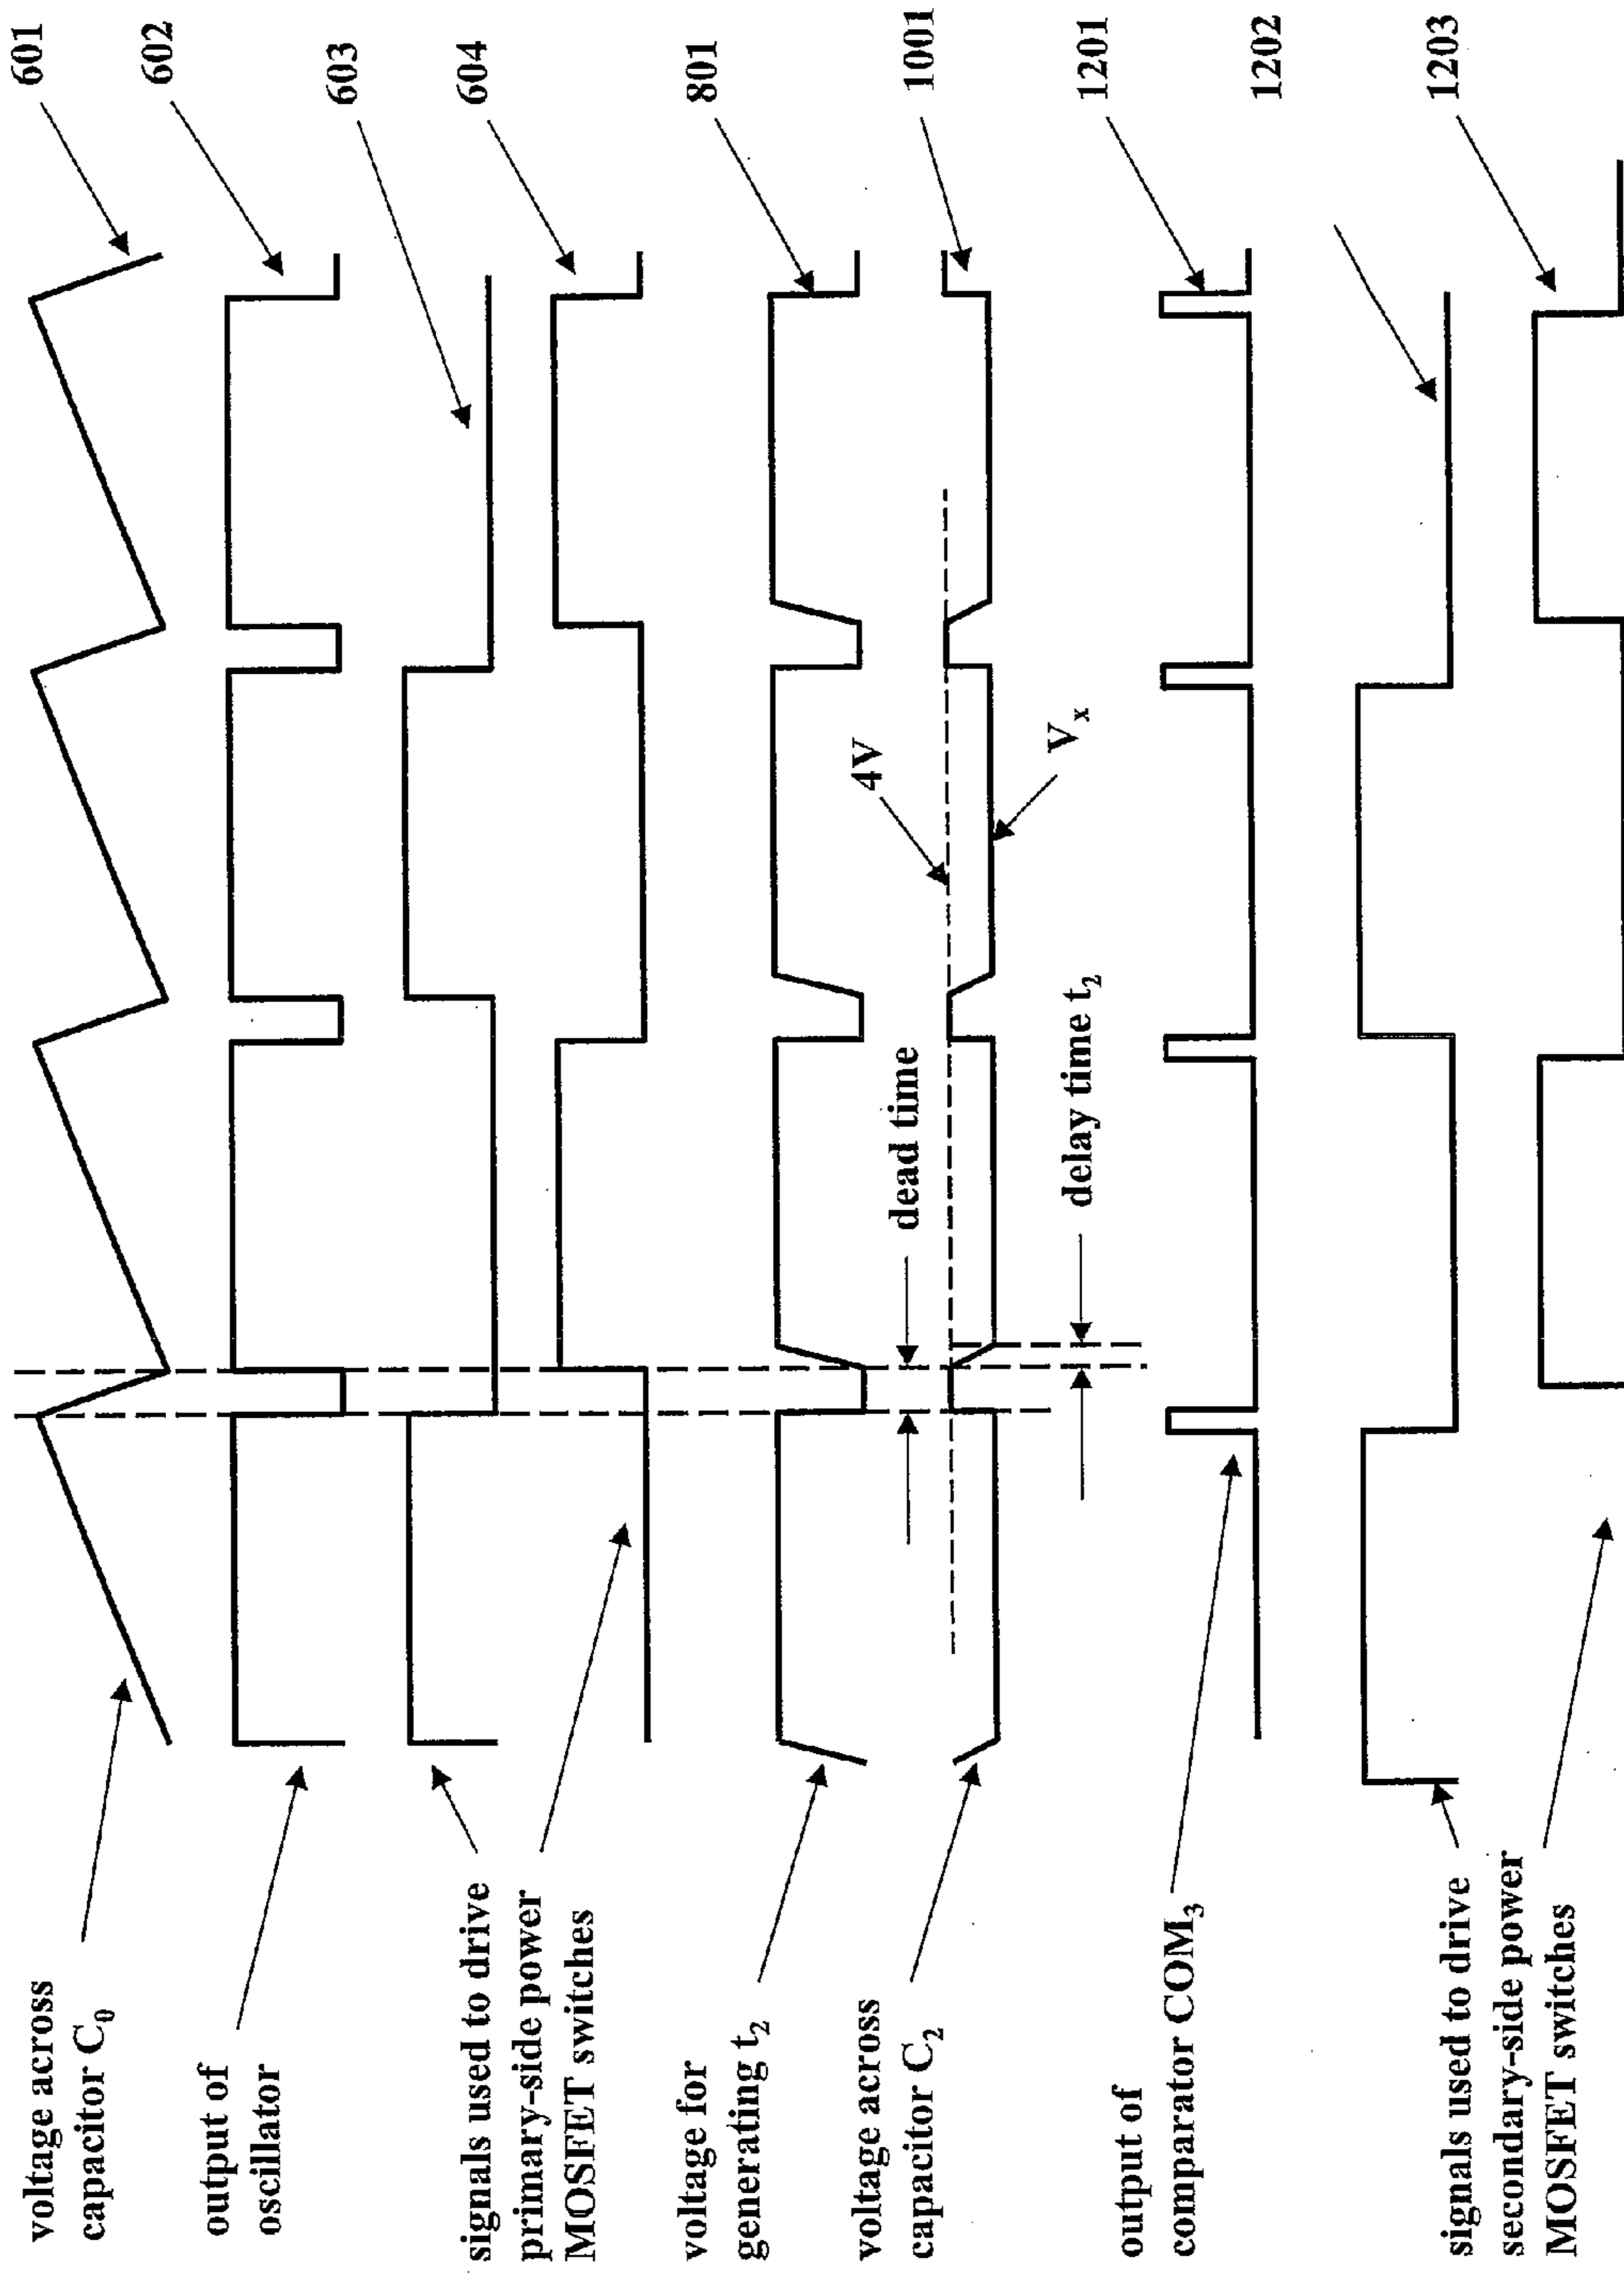 voltage across
capacitor C₀
601
output of
oscillator
602
signals used to drive
primary-side power
MOSFET switches
603
604
voltage for
generating t₂
801
dead time
4V
voltage across
capacitor C₂
1001
Vₓ
delay time t₂
output of
comparator COM₃
1201
1202
signals used to drive
secondary-side power
MOSFET switches
1203